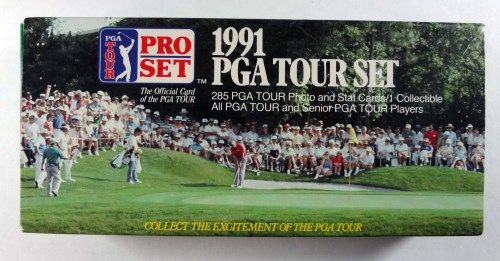 PGA
TOUR
PRO
SET
TM
The Official Card
of the PGA TOUR
1991
PGA TOUR SET
285 PGA TOUR Photo and Stat Cards/1 Collectible
All PGA TOUR and Senior PGA TOUR Players
COLLECT THE EXCITEMENT OF THE PGA TOUR